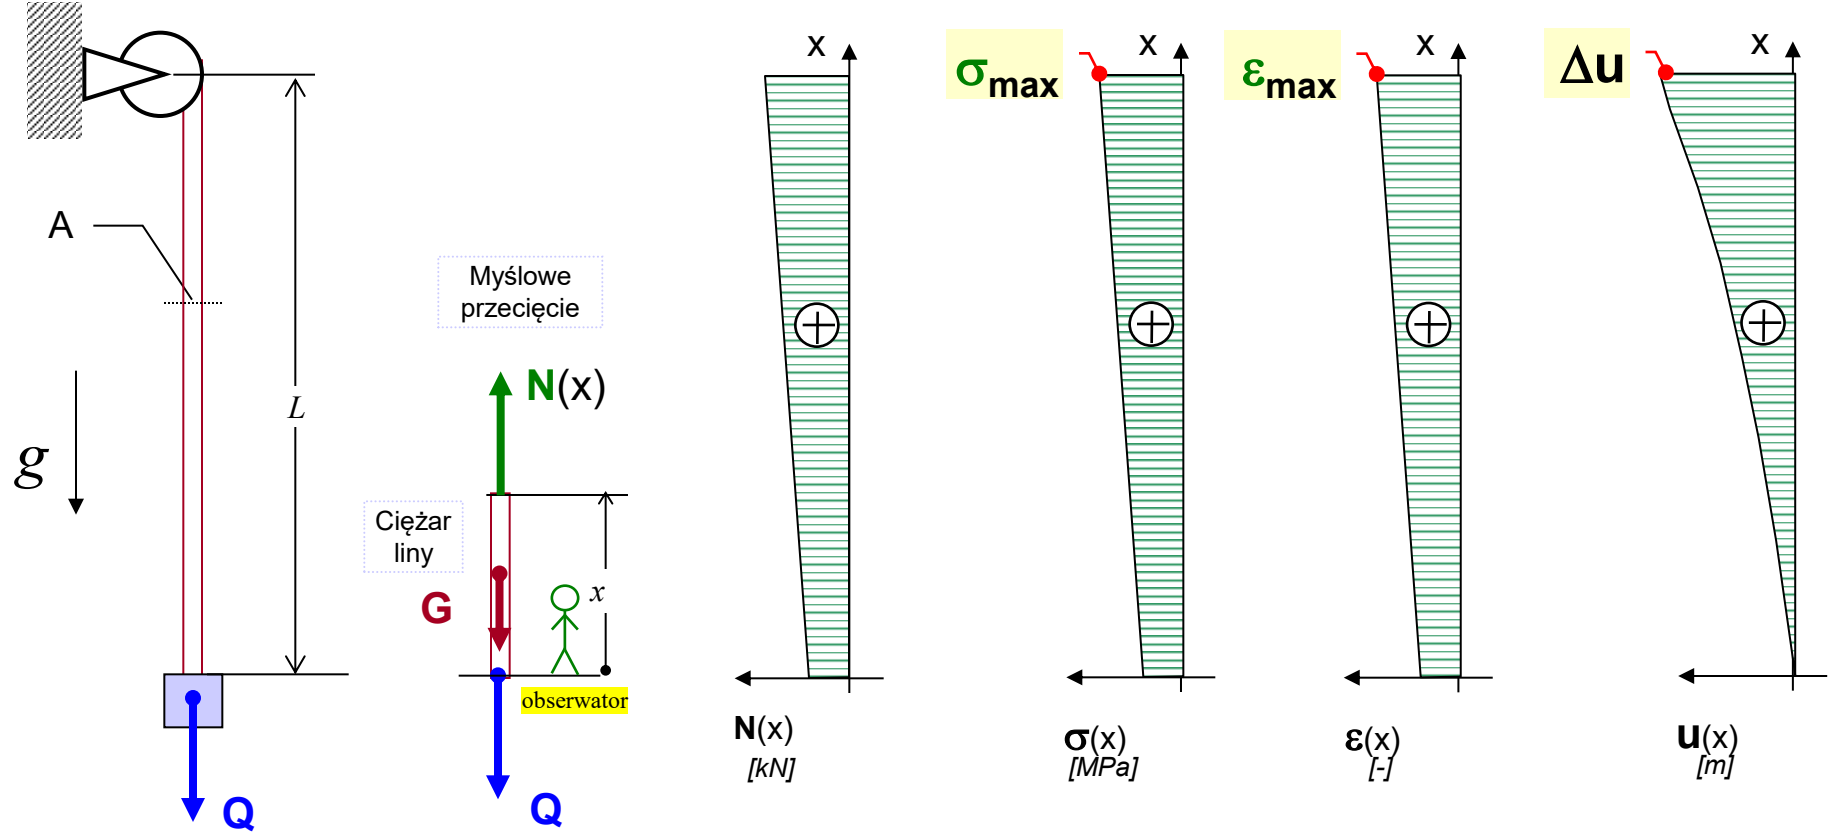 A
g
L
Q
Myślowe
przecięcie
N(x)
Ciężar
liny
G
x
obserwator
Q
x
N(x)
[kN]
σmax
x
σ(x)
[MPa]
εmax
x
ε(x)
[-]
Δu
x
u(x)
[m]